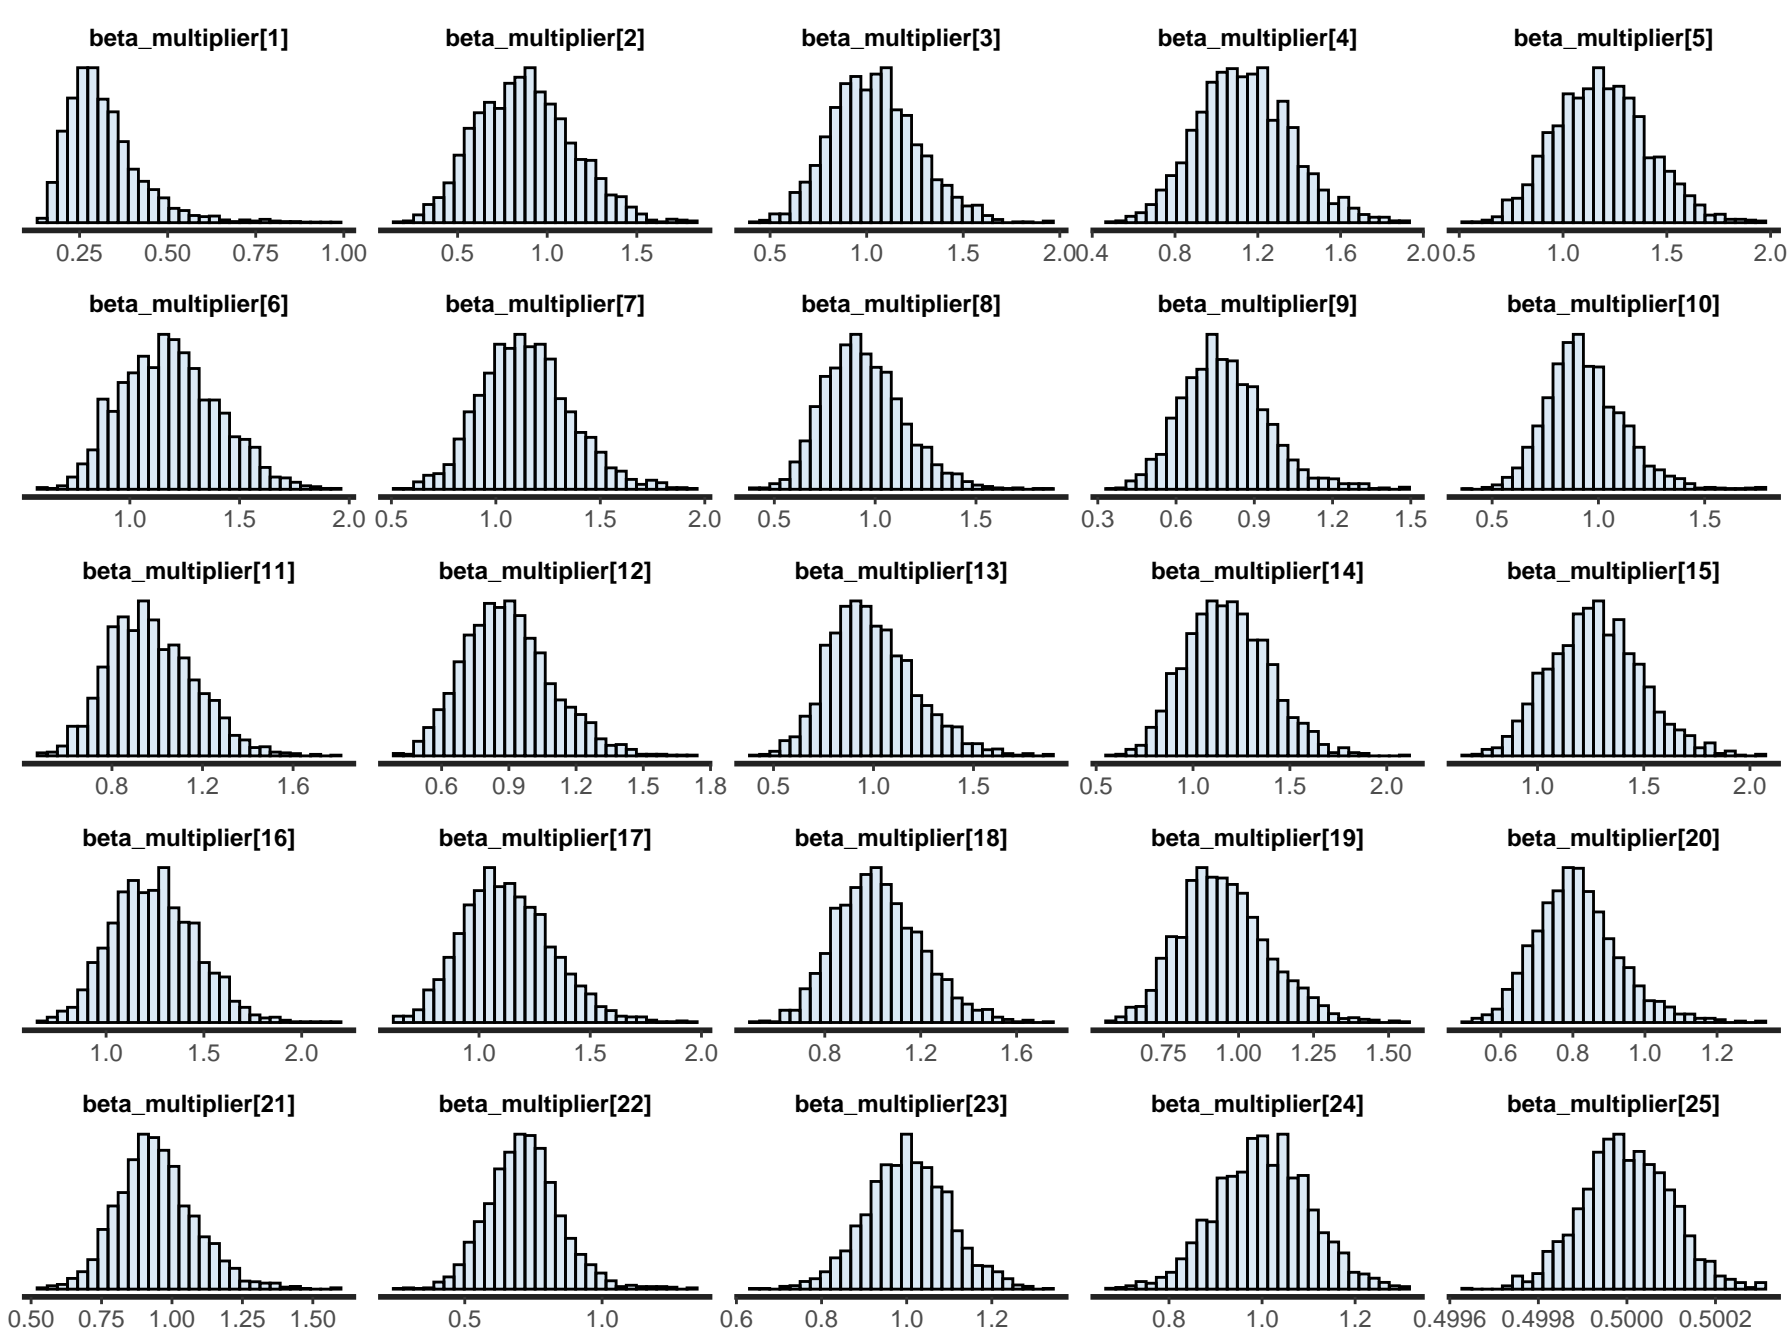 beta_multiplier[1] beta_multiplier[2] beta_multiplier[3] beta_multiplier[4] beta_multiplier[5]
0.25 0.50 0.75 1.00 0.5 1.0 1.5 0.5 1.0 1.5 2.0 0.4 0.8 1.2 1.6 2.0 0.5 1.0 1.5 2.0
beta_multiplier[6] beta_multiplier[7] beta_multiplier[8] beta_multiplier[9] beta_multiplier[10]
1.0 1.5 2.0 0.5 1.0 1.5 2.0 0.5 1.0 1.5 0.3 0.6 0.9 1.2 1.5 0.5 1.0 1.5
beta_multiplier[11] beta_multiplier[12] beta_multiplier[13] beta_multiplier[14] beta_multiplier[15]
0.8 1.2 1.6 0.6 0.9 1.2 1.5 1.8 0.5 1.0 1.5 0.5 1.0 1.5 2.0 1.0 1.5 2.0
beta_multiplier[16] beta_multiplier[17] beta_multiplier[18] beta_multiplier[19] beta_multiplier[20]
1.0 1.5 2.0 1.0 1.5 2.0 0.8 1.2 1.6 0.75 1.00 1.25 1.50 0.6 0.8 1.0 1.2
beta_multiplier[21] beta_multiplier[22] beta_multiplier[23] beta_multiplier[24] beta_multiplier[25]
0.50 0.75 1.00 1.25 1.50 0.5 1.0 0.6 0.8 1.0 1.2 0.8 1.0 1.2 0.4996 0.4998 0.5000 0.5002